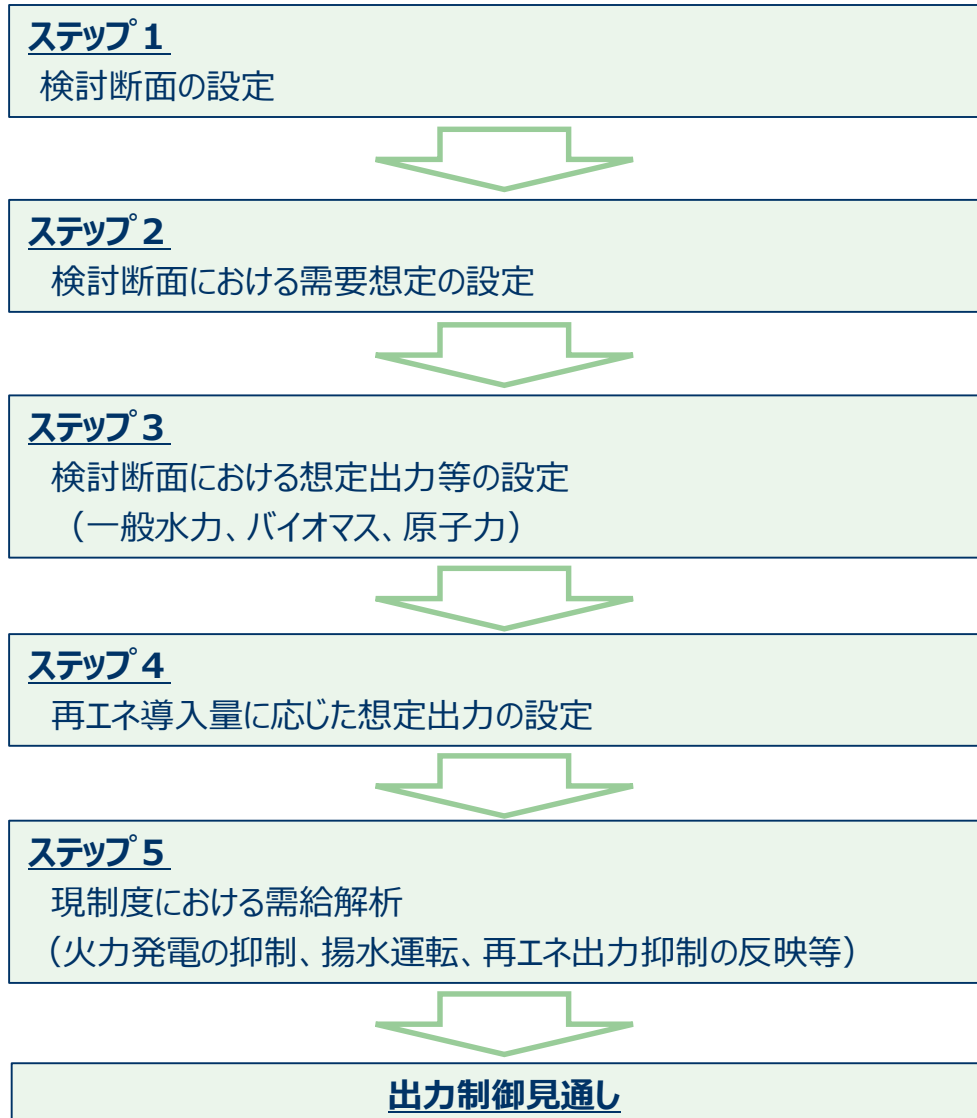 ステップ1
検討断面の設定
ステップ2
検討断面における需要想定の設定
ステップ3
検討断面における想定出力等の設定
（一般水力、バイオマス、原子力）
ステップ4
再エネ導入量に応じた想定出力の設定
ステップ5
現制度における需給解析
（火力発電の抑制、揚水運転、再エネ出力抑制の反映等）
出力制御見通し